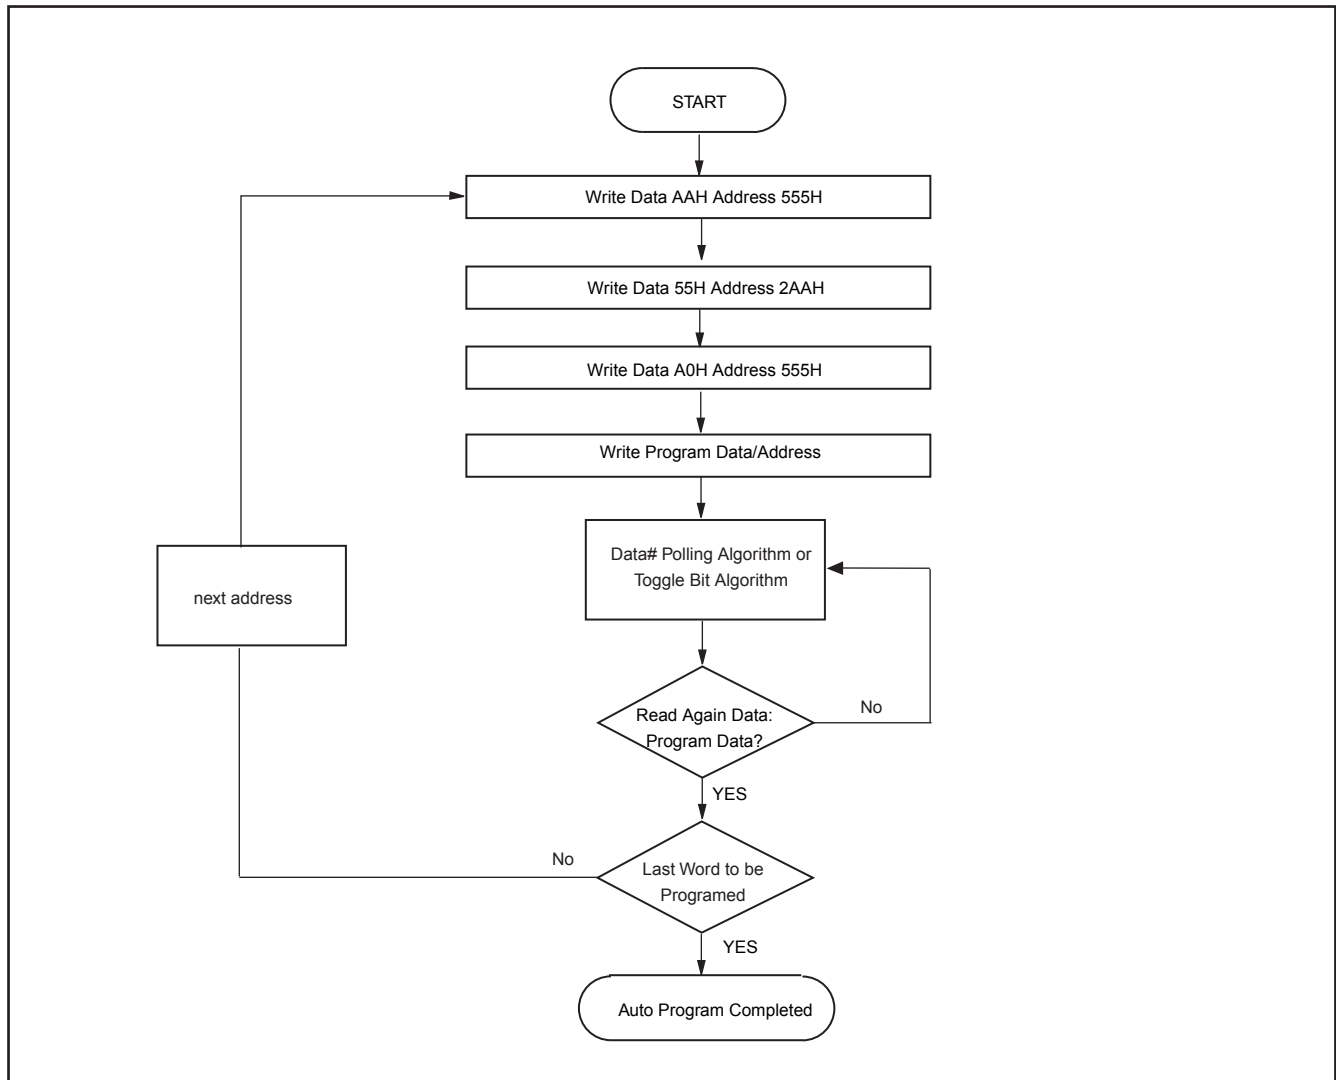 START
Write Data AAH Address 555H
Write Data 55H Address 2AAH
Write Data A0H Address 555H
Write Program Data/Address
Data# Polling Algorithm or
Toggle Bit Algorithm
next address
Read Again Data:
Program Data?
No
YES
No
Last Word to be
Programed
YES
Auto Program Completed